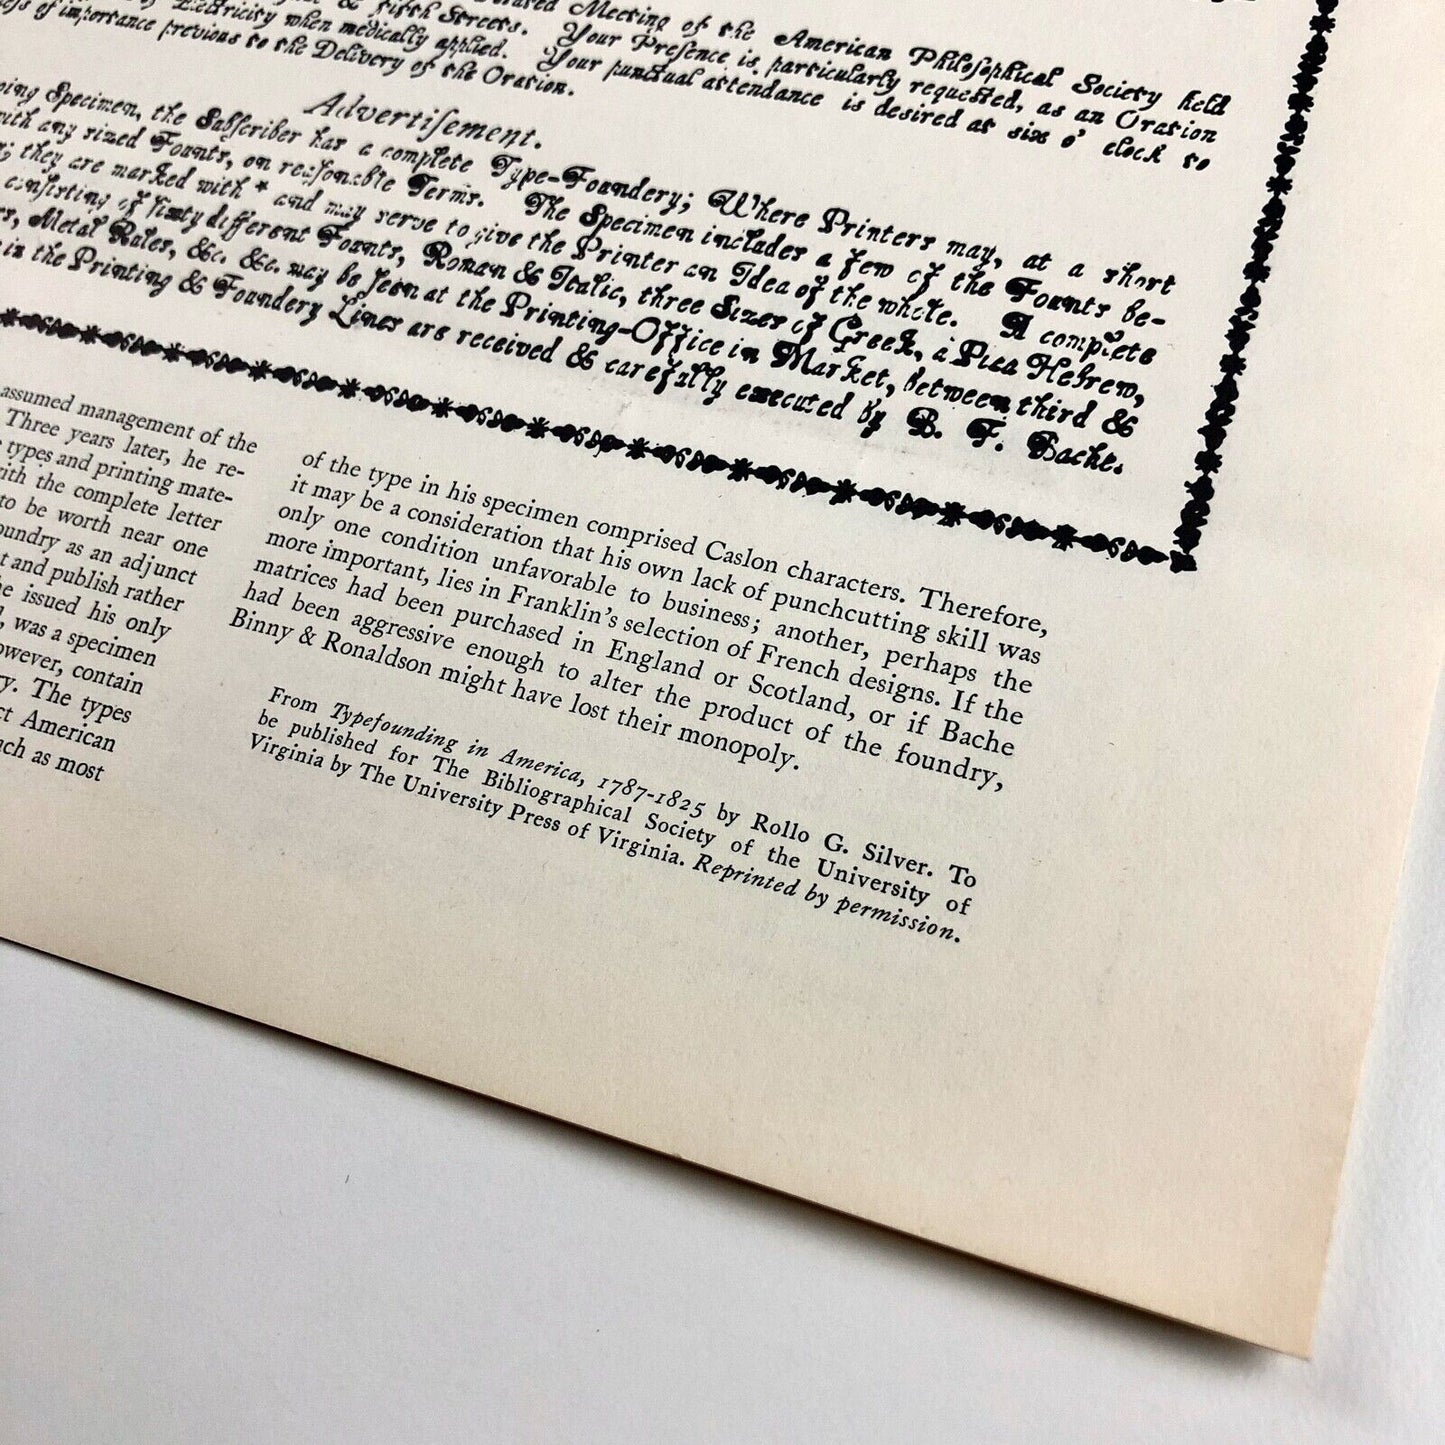 Meeting of the American Philoſophical Society held
& fifth Streets. Your Preſence is particularly requeſted, as an Oration
Electricity when medically applied. Your punctual attendance is desired at six o' clock to
of importance previous to the Delivery of the Oration.
Advertiſement.
Specimen, the Subſcriber has a complete Type-Foundery; Where Printers may, at a short
with any sized Founts, on reaſonable Terms. The Specimen includes a few of the Founts be-
they are marked with * and may serve to give the Printer an Idea of the whole. A complete
conſiſting of ſixty different Founts, Roman & Italic, three Sizes of Greek, a Pica Hebrew,
Metal Rules, &c. &c. may be ſeen at the Printing-Office in Market, between third &
in the Printing & Foundery Lines are received & carefully executed by B. F. Bache.
assumed management of the
Three years later, he re-
types and printing mate-
with the complete letter
to be worth near one
foundry as an adjunct
and publish rather
he issued his only
was a specimen
however, contain
The types
American
as most
of the type in his specimen comprised Caslon characters. Therefore,
it may be a consideration that his own lack of punchcutting skill was
only one condition unfavorable to business; another, perhaps the
more important, lies in Franklin's selection of French designs. If the
matrices had been purchased in England or Scotland, or if Bache
had been aggressive enough to alter the product of the foundry,
Binny & Ronaldson might have lost their monopoly.
From Typefounding in America, 1787-1825 by Rollo G. Silver. To
be published for The Bibliographical Society of the University of
Virginia by The University Press of Virginia. Reprinted by permission.